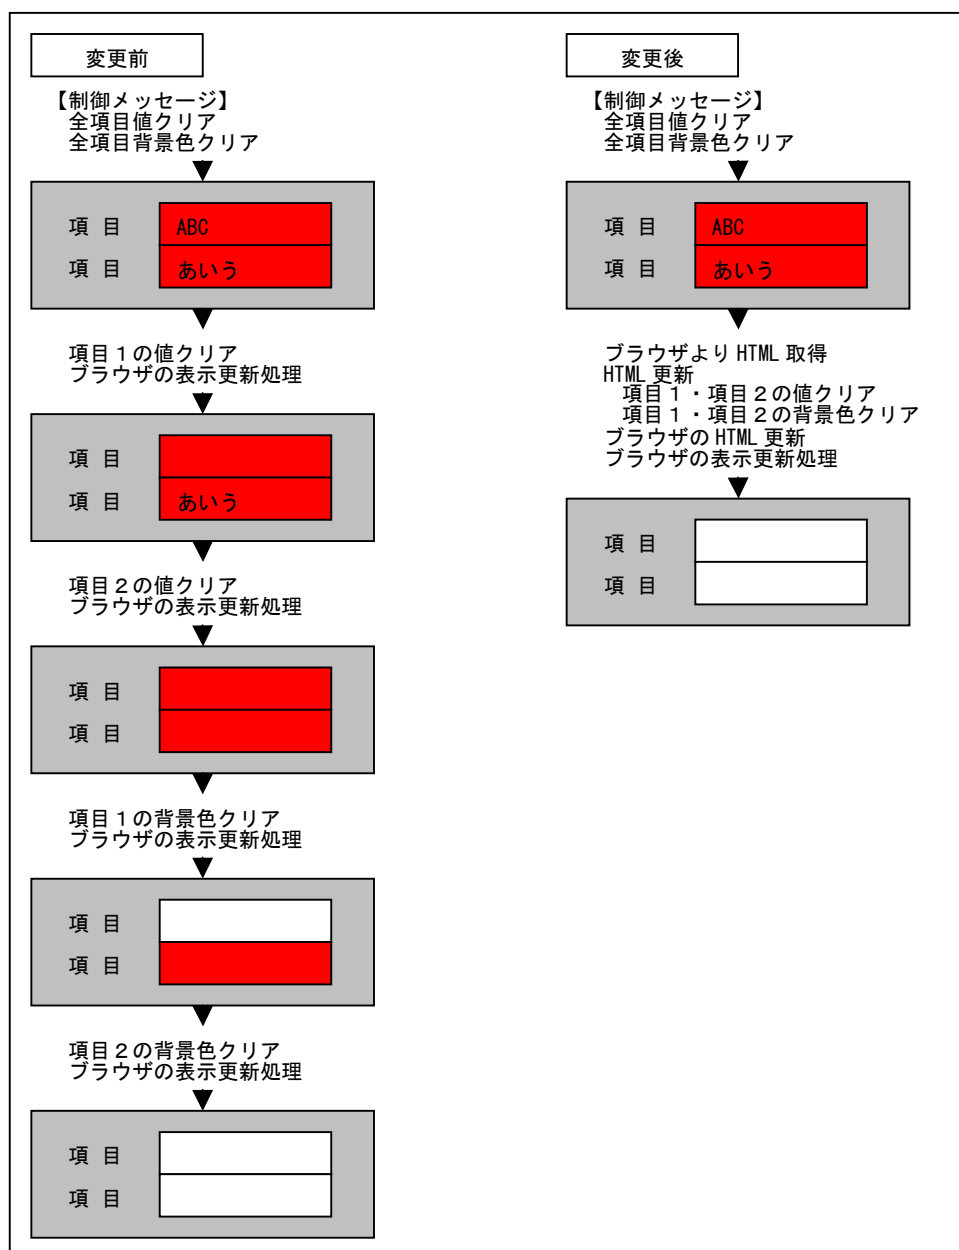 変更前
【制御メッセージ】
全項目値クリア
全項目背景色クリア
項 目 ABC
項 目 あいう
項目１の値クリア
ブラウザの表示更新処理
項 目
項 目 あいう
項目２の値クリア
ブラウザの表示更新処理
項 目
項 目
項目１の背景色クリア
ブラウザの表示更新処理
項 目
項 目
項目２の背景色クリア
ブラウザの表示更新処理
項 目
項 目
変更後
【制御メッセージ】
全項目値クリア
全項目背景色クリア
項 目 ABC
項 目 あいう
ブラウザより HTML 取得
HTML 更新
項目１・項目２の値クリア
項目１・項目２の背景色クリア
ブラウザの HTML 更新
ブラウザの表示更新処理
項 目
項 目